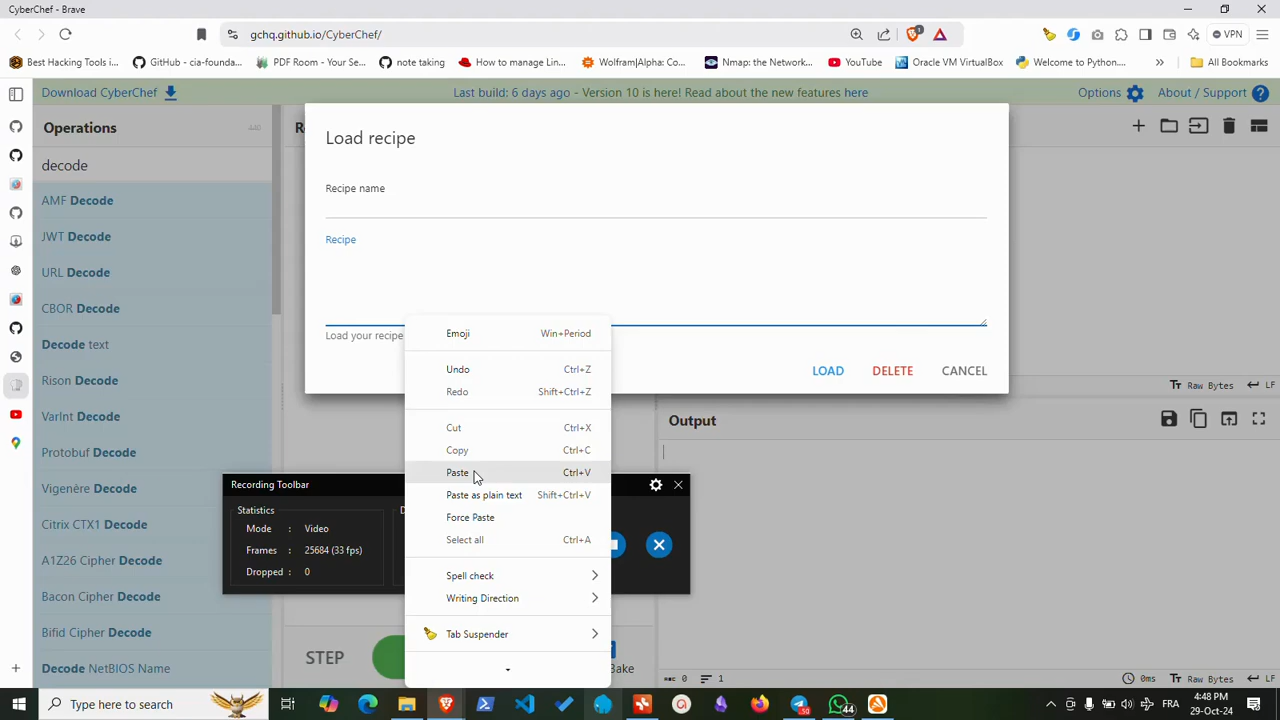 CyberChef - Brave
gchq.github.io/CyberChef/
VPN
Best Hacking Tools i...
GitHub - cia-founda...
PDF Room - Your Se...
note taking
How to manage Lin...
Wolfram|Alpha: Co...
Nmap: the Network...
YouTube
Oracle VM VirtualBox
Welcome to Python....
»
All Bookmarks
Download CyberChef
Last build: 6 days ago - Version 10 is here! Read about the new features here
Options
About / Support
Operations
decode
AMF Decode
JWT Decode
URL Decode
CBOR Decode
Decode text
Rison Decode
VarInt Decode
Protobuf Decode
Vigenère Decode
Citrix CTX1 Decode
A1Z26 Cipher Decode
Bacon Cipher Decode
Bifid Cipher Decode
Decode NetBIOS Name
Load recipe
Recipe name
Recipe
Load your recipe
LOAD
DELETE
CANCEL
Emoji Win+Period
Undo Ctrl+Z
Redo Shift+Ctrl+Z
Cut Ctrl+X
Copy Ctrl+C
Paste Ctrl+V
Paste as plain text Shift+Ctrl+V
Force Paste
Select all Ctrl+A
Spell check
Writing Direction
Tab Suspender
Recording Toolbar
Statistics
Mode : Video
Frames : 25684 (33 fps)
Dropped : 0
Raw Bytes LF
Output
STEP
Bake
0 1
0ms Raw Bytes LF
Type here to search
30
44
FRA
4:48 PM
29-Oct-24